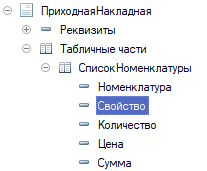 ПриходнаяНакладная
Реквизиты
Табличные части
СписокНоменклатуры
Номенклатура
Свойство
Количество
Цена
Сумма